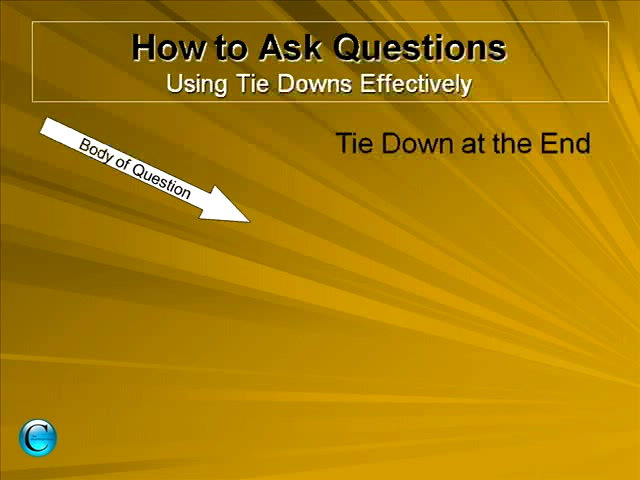 How to Ask Questions
Using Tie Downs Effectively
Tie Down at the End
Body of Question
C